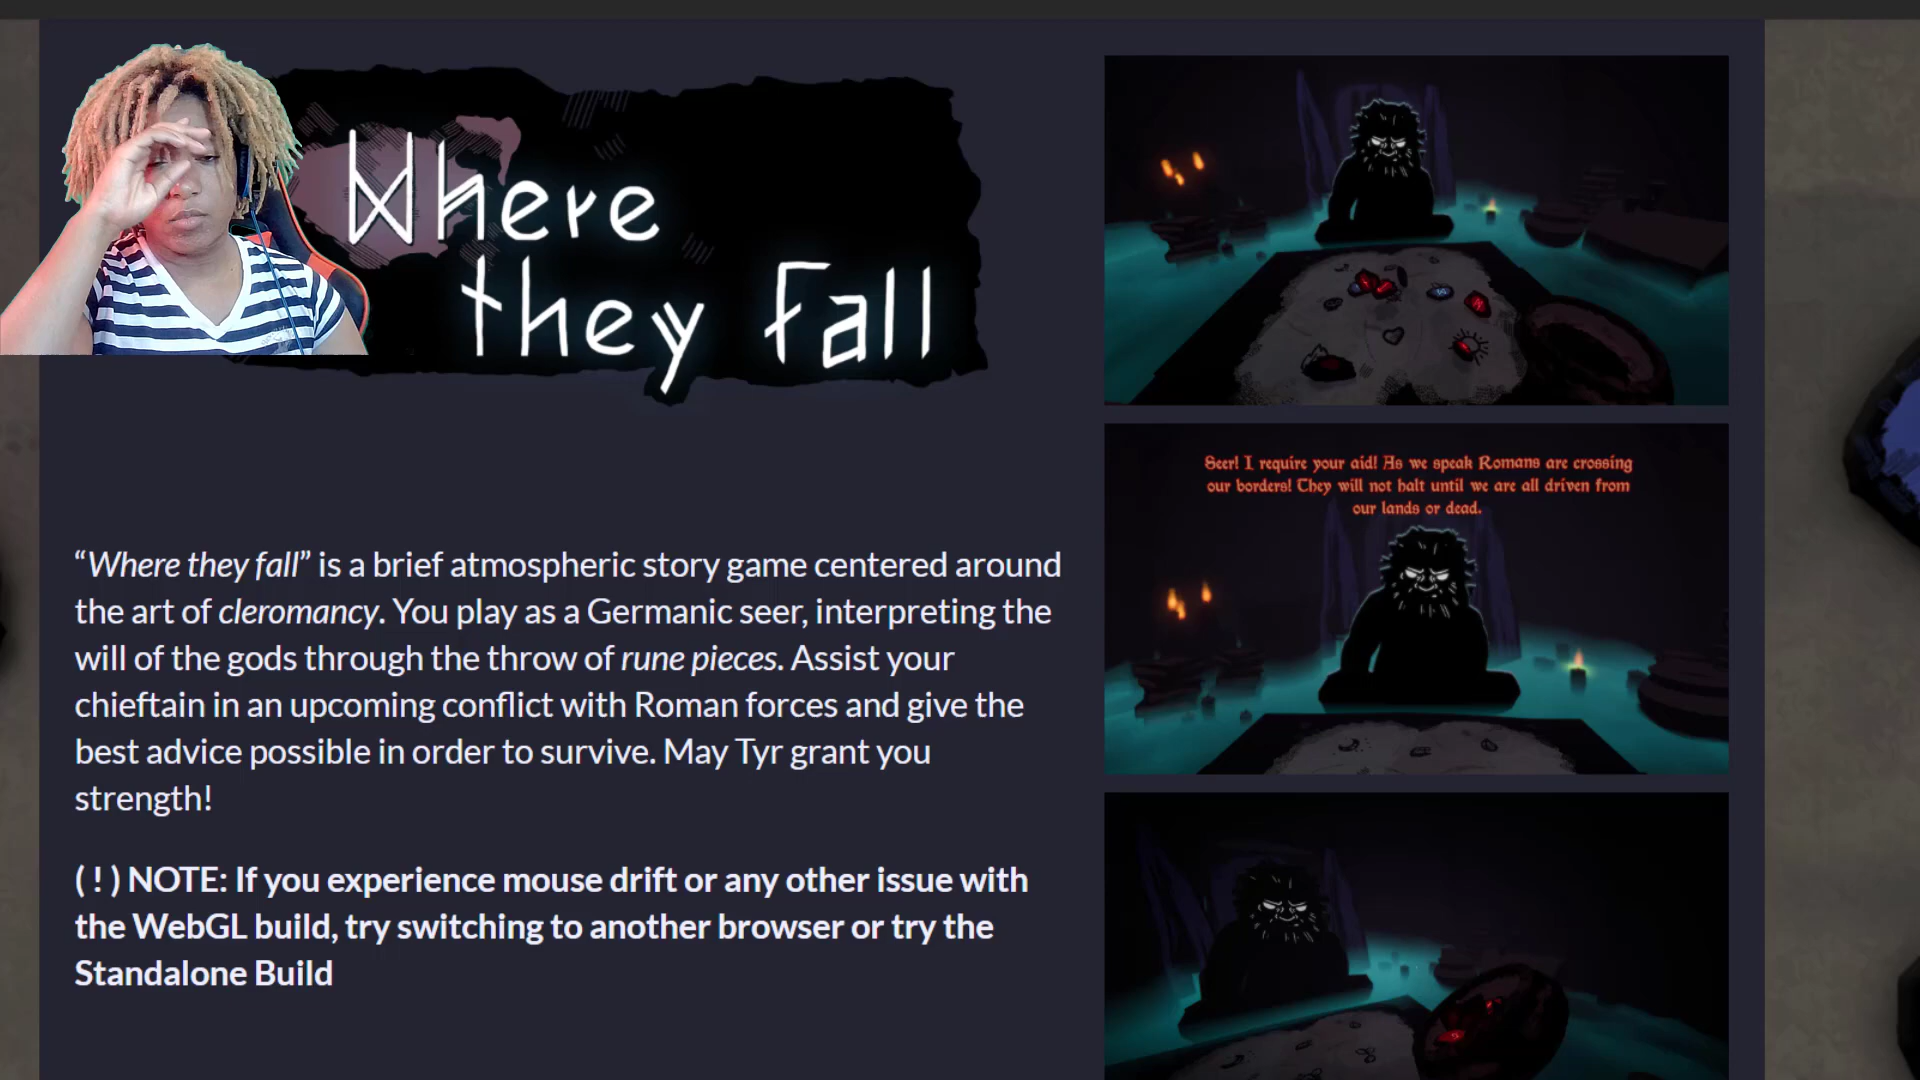 Where
they Fall
Seer! I require your aid! As we speak Romans are crossing
our borders! They will not halt until we are all driven from
our lands or dead.
“Where they fall” is a brief atmospheric story game centered around
the art of cleromancy. You play as a Germanic seer, interpreting the
will of the gods through the throw of rune pieces. Assist your
chieftain in an upcoming conflict with Roman forces and give the
best advice possible in order to survive. May Tyr grant you
strength!
( ! ) NOTE: If you experience mouse drift or any other issue with
the WebGL build, try switching to another browser or try the
Standalone Build